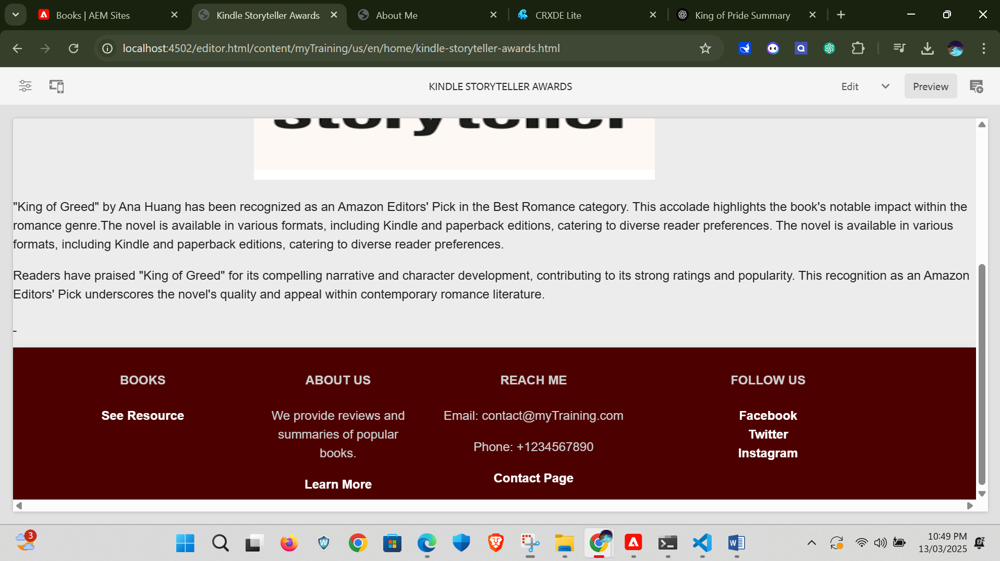 Books | AEM Sites
Kindle Storyteller Awards
About Me
CRXDE Lite
King of Pride Summary
localhost:4502/editor.html/content/myTraining/us/en/home/kindle-storyteller-awards.html
KINDLE STORYTELLER AWARDS
Edit
Preview
storyteller
"King of Greed" by Ana Huang has been recognized as an Amazon Editors' Pick in the Best Romance category. This accolade highlights the book's notable impact within the
romance genre.The novel is available in various formats, including Kindle and paperback editions, catering to diverse reader preferences. The novel is available in various
formats, including Kindle and paperback editions, catering to diverse reader preferences.
Readers have praised "King of Greed" for its compelling narrative and character development, contributing to its strong ratings and popularity. This recognition as an Amazon
Editors' Pick underscores the novel's quality and appeal within contemporary romance literature.
BOOKS
See Resource
ABOUT US
We provide reviews and
summaries of popular
books.
Learn More
REACH ME
Email: contact@myTraining.com
Phone: +1234567890
Contact Page
FOLLOW US
Facebook
Twitter
Instagram
3
10:49 PM
13/03/2025